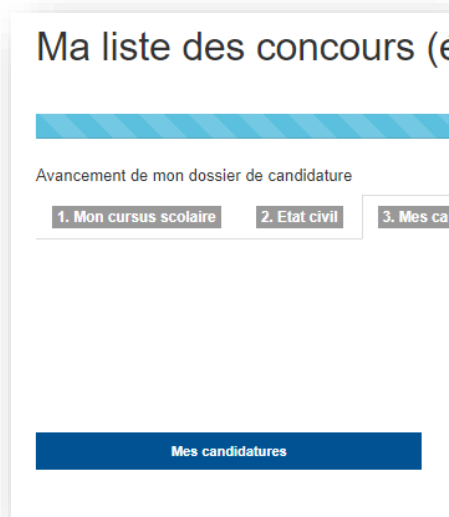 Ma liste des concours (e
Avancement de mon dossier de candidature
1. Mon cursus scolaire 2. Etat civil 3. Mes ca
Mes candidatures